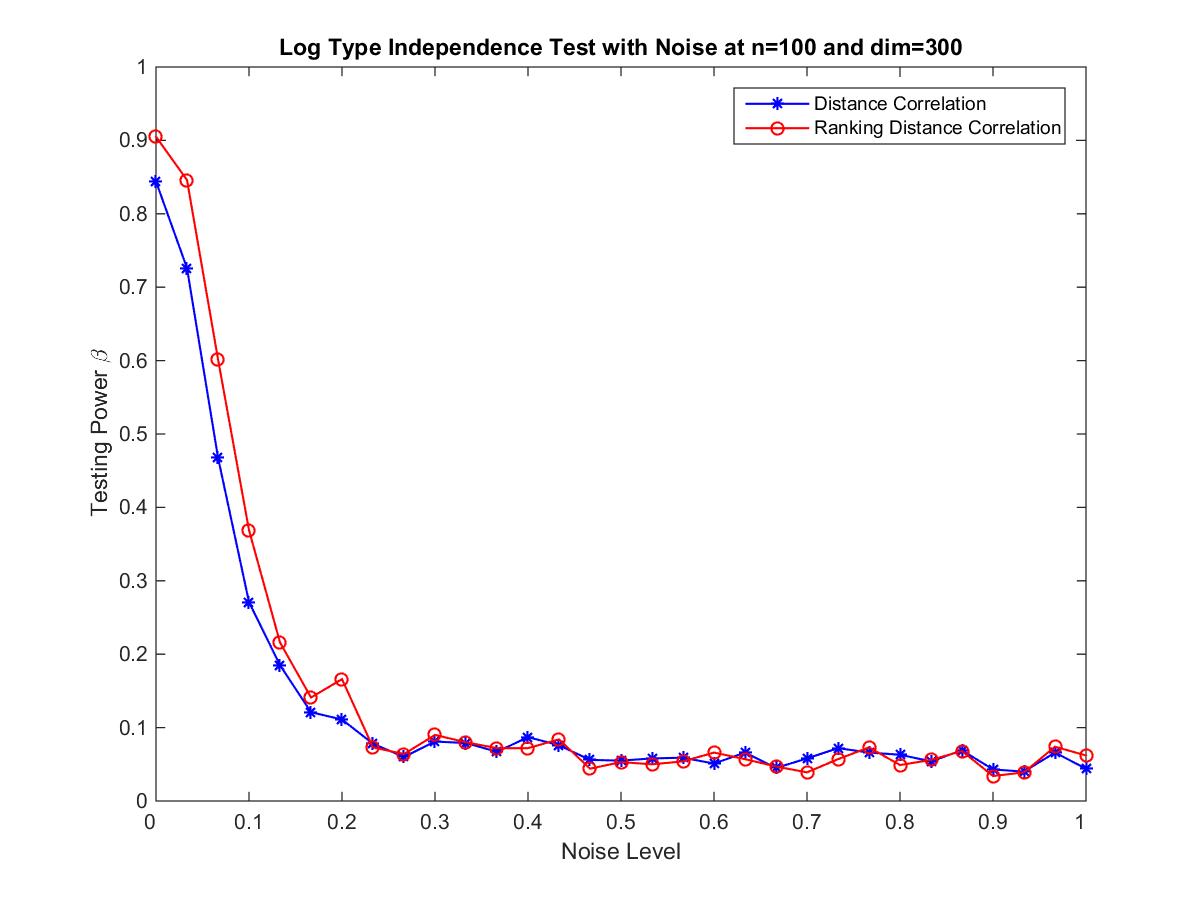 Log Type Independence Test with Noise at n=100 and dim=300
Distance Correlation
Ranking Distance Correlation
Testing Power β
1
0.9
0.8
0.7
0.6
0.5
0.4
0.3
0.2
0.1
0
0 0.1 0.2 0.3 0.4 0.5 0.6 0.7 0.8 0.9 1
Noise Level